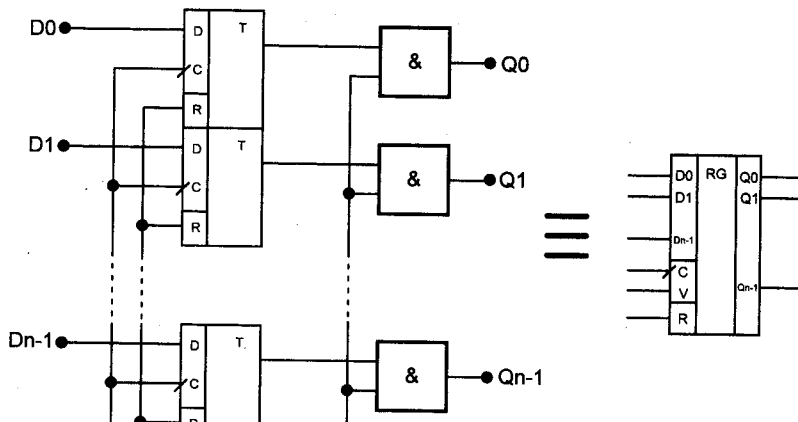 D0 D T
C & Q0
R
D1 D T
C & Q1
R
Dn-1 D T
C & Qn-1
R
D0 RG Q0
D1 Q1
Dn-1
C Qn-1
V
R